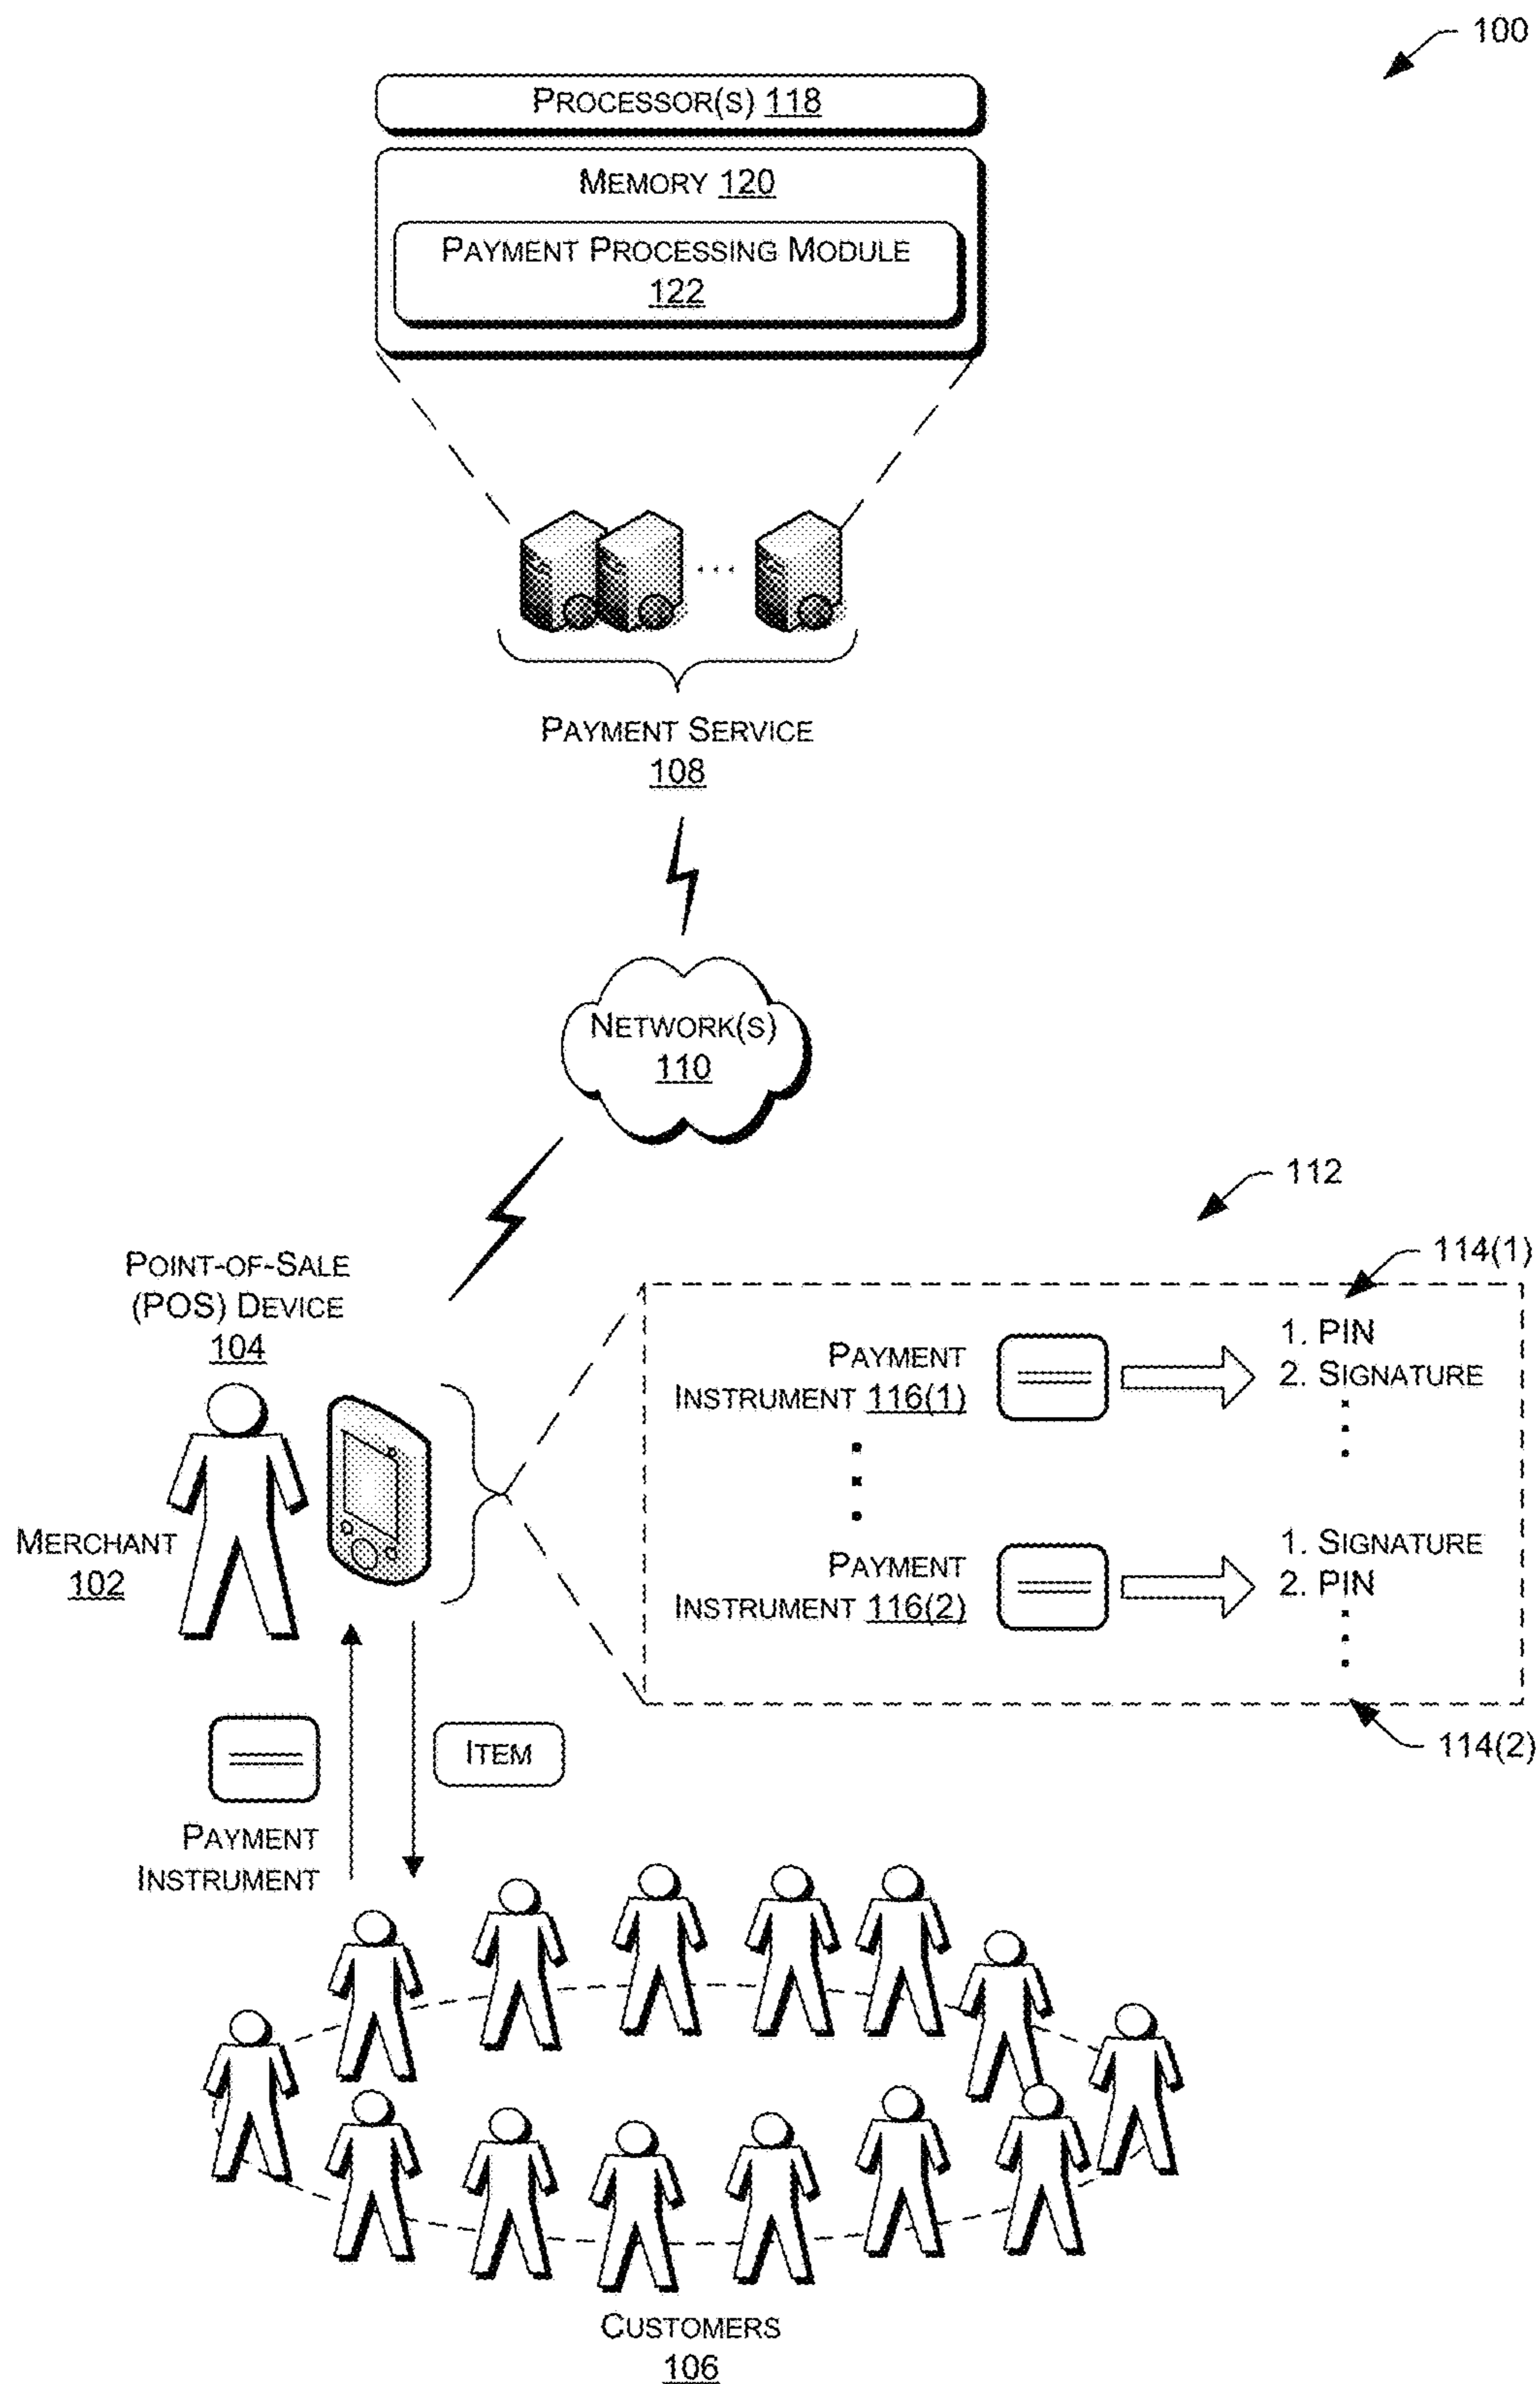 100
PROCESSOR(S) 118
MEMORY 120
PAYMENT PROCESSING MODULE
122
PAYMENT SERVICE
108
NETWORK(S)
110
112
POINT-OF-SALE
(POS) DEVICE
104
MERCHANT
102
114(1)
PAYMENT
INSTRUMENT 116(1)
1. PIN
2. SIGNATURE
PAYMENT
INSTRUMENT 116(2)
1. SIGNATURE
2. PIN
114(2)
ITEM
PAYMENT
INSTRUMENT
CUSTOMERS
106